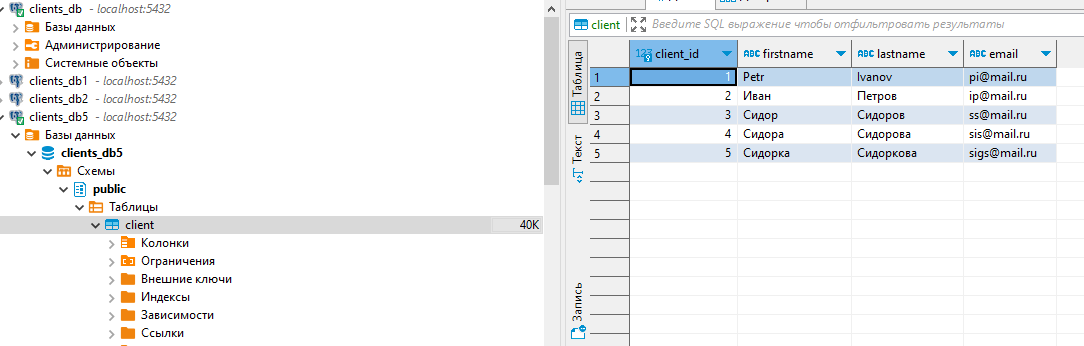 clients_db - localhost:5432
Базы данных
Администрирование
Системные объекты
clients_db1 - localhost:5432
clients_db2 - localhost:5432
clients_db5 - localhost:5432
Базы данных
clients_db5
Схемы
public
Таблицы
client 40K
Колонки
Ограничения
Внешние ключи
Индексы
Зависимости
Ссылки
client Введите SQL выражение чтобы отфильтровать результаты
Таблица
Текст
Запись
123 client_id ABC firstname ABC lastname ABC email
1 1 Petr Ivanov pi@mail.ru
2 2 Иван Петров ip@mail.ru
3 3 Сидор Сидоров ss@mail.ru
4 4 Сидора Сидорова sis@mail.ru
5 5 Сидорка Сидоркова sigs@mail.ru